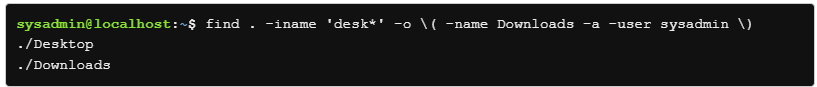 sysadmin@localhost:~$ find . -iname 'desk*' -o \( -name Downloads -a -user sysadmin \)
./Desktop
./Downloads